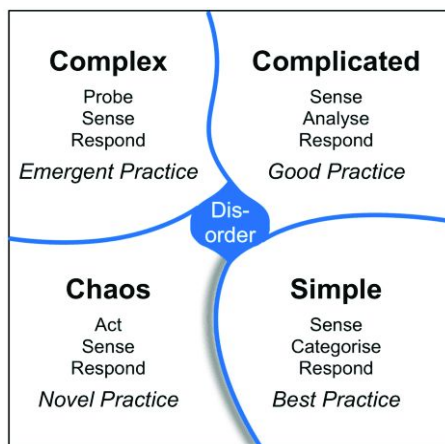 Complex
Probe
Sense
Respond
Emergent Practice
Complicated
Sense
Analyse
Respond
Good Practice
Dis-
order
Chaos
Act
Sense
Respond
Novel Practice
Simple
Sense
Categorise
Respond
Best Practice